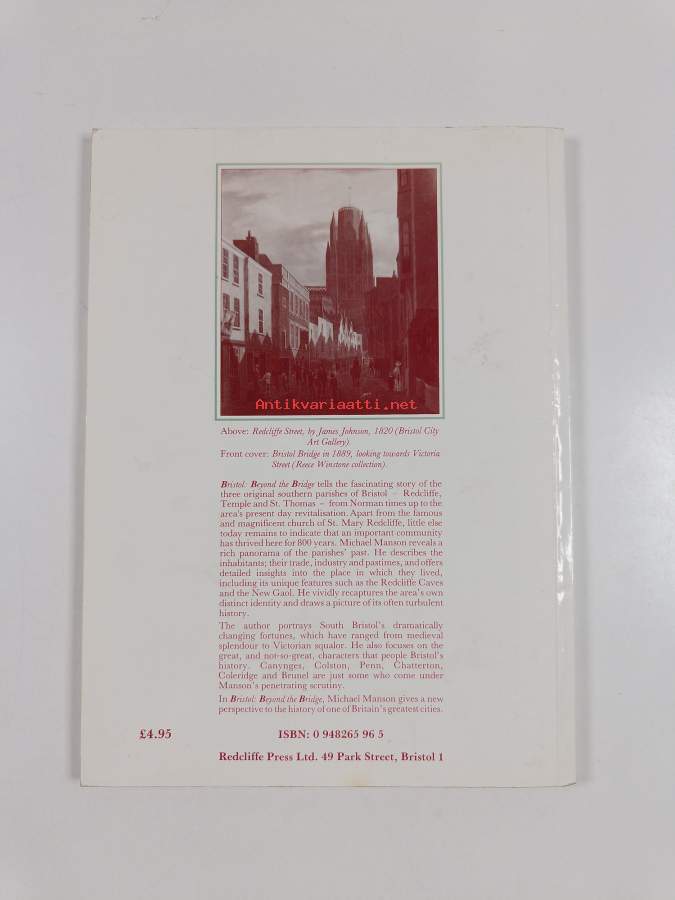 Antikvariaatti.net
Above: Redcliffe Street, by James Johnson, 1820 (Bristol City
Art Gallery).
Front cover: Bristol Bridge in 1889, looking towards Victoria
Street (Reece Winstone collection).
Bristol: Beyond the Bridge tells the fascinating story of the
three original southern parishes of Bristol – Redcliffe,
Temple and St. Thomas – from Norman times up to the
area's present day revitalisation. Apart from the famous
and magnificent church of St. Mary Redcliffe, little else
today remains to indicate that an important community
has thrived here for 800 years. Michael Manson reveals a
rich panorama of the parishes' past. He describes the
inhabitants; their trade, industry and pastimes, and offers
detailed insights into the place in which they lived,
including its unique features such as the Redcliffe Caves
and the New Gaol. He vividly recaptures the area's own
distinct identity and draws a picture of its often turbulent
history.
The author portrays South Bristol's dramatically
changing fortunes, which have ranged from medieval
splendour to Victorian squalor. He also focuses on the
great, and not-so-great, characters that people Bristol's
history. Canynges, Colston, Penn, Chatterton,
Coleridge and Brunel are just some who come under
Manson's penetrating scrutiny.
In Bristol: Beyond the Bridge, Michael Manson gives a new
perspective to the history of one of Britain's greatest cities.
£4.95 ISBN: 0 948265 96 5
Redcliffe Press Ltd. 49 Park Street, Bristol 1